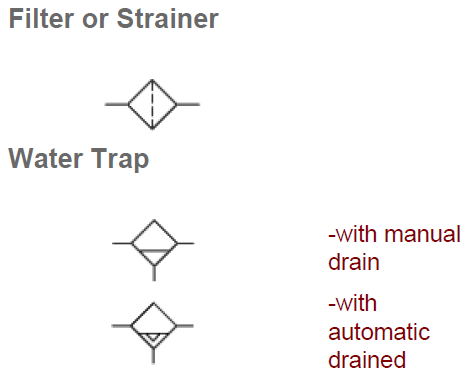 Filter or Strainer
Water Trap
-with manual
drain
-with
automatic
drained